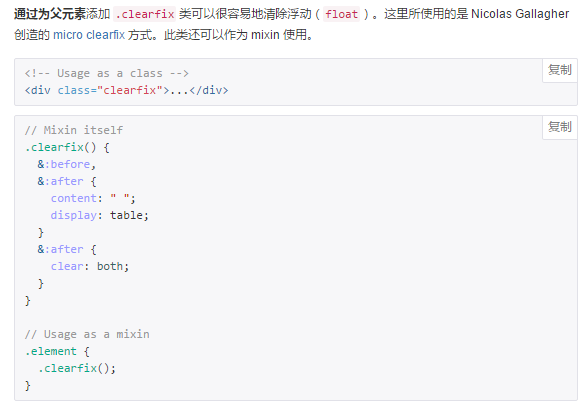 通过为父元素添加 .clearfix 类可以很容易地清除浮动（float）。这里所使用的是 Nicolas Gallagher
创造的 micro clearfix 方式。此类还可以作为 mixin 使用。
复制
<!-- Usage as a class -->
<div class="clearfix">...</div>
复制
// Mixin itself
.clearfix() {
  &:before,
  &:after {
    content: " ";
    display: table;
  }
  &:after {
    clear: both;
  }
}

// Usage as a mixin
.element {
  .clearfix();
}